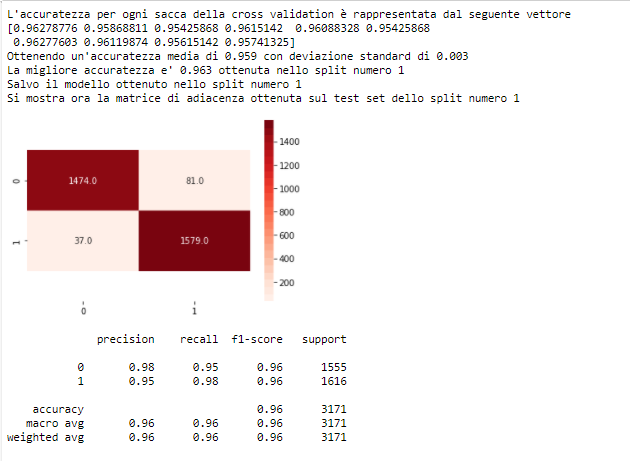 L'accuratezza per ogni sacca della cross validation è rappresentata dal seguente vettore
[0.96278776 0.95868811 0.95425868 0.9615142  0.96088328 0.95425868
 0.96277603 0.96119874 0.95615142 0.95741325]
Ottenendo un'accuratezza media di 0.959 con deviazione standard di 0.003
La migliore accuratezza e' 0.963 ottenuta nello split numero 1
Salvo il modello ottenuto nello split numero 1
Si mostra ora la matrice di adiacenza ottenuta sul test set dello split numero 1
0 1474.0 81.0
1 37.0 1579.0
0 1
1400
1200
1000
800
600
400
200
precision recall f1-score support
0 0.98 0.95 0.96 1555
1 0.95 0.98 0.96 1616
accuracy 0.96 3171
macro avg 0.96 0.96 0.96 3171
weighted avg 0.96 0.96 0.96 3171